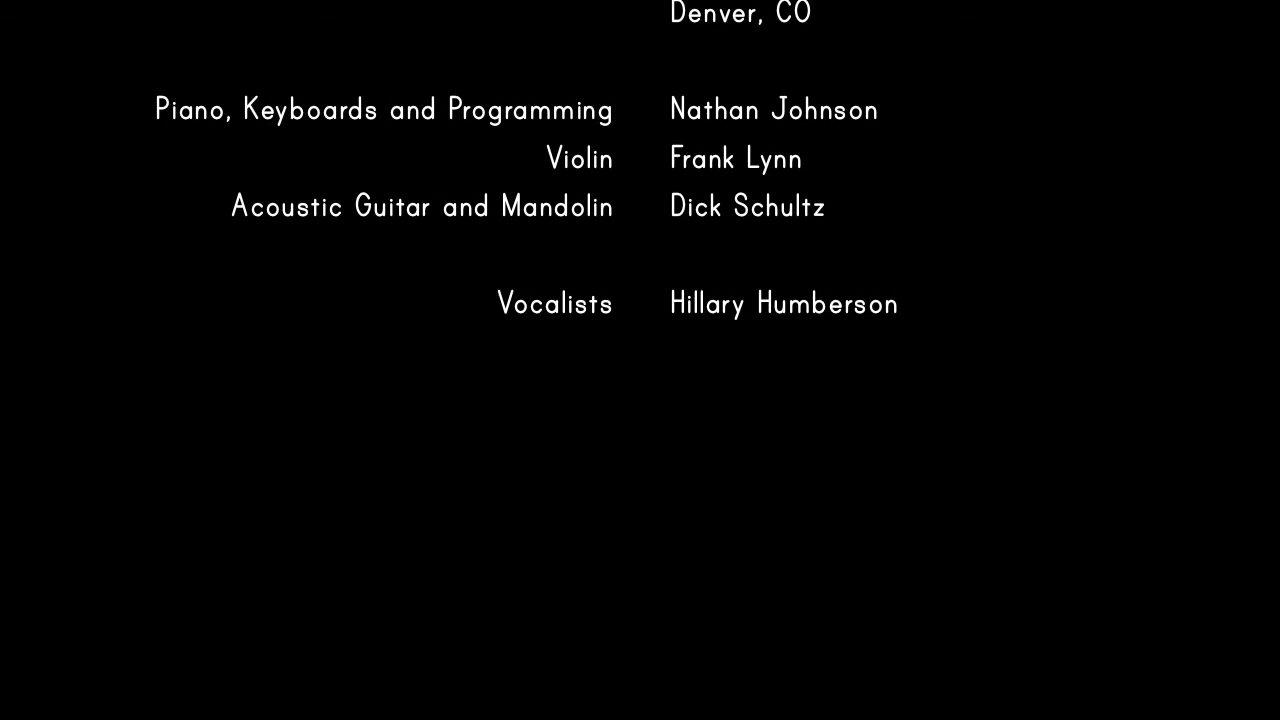 Denver, CO
Piano, Keyboards and Programming Nathan Johnson
Violin Frank Lynn
Acoustic Guitar and Mandolin Dick Schultz
Vocalists Hillary Humberson